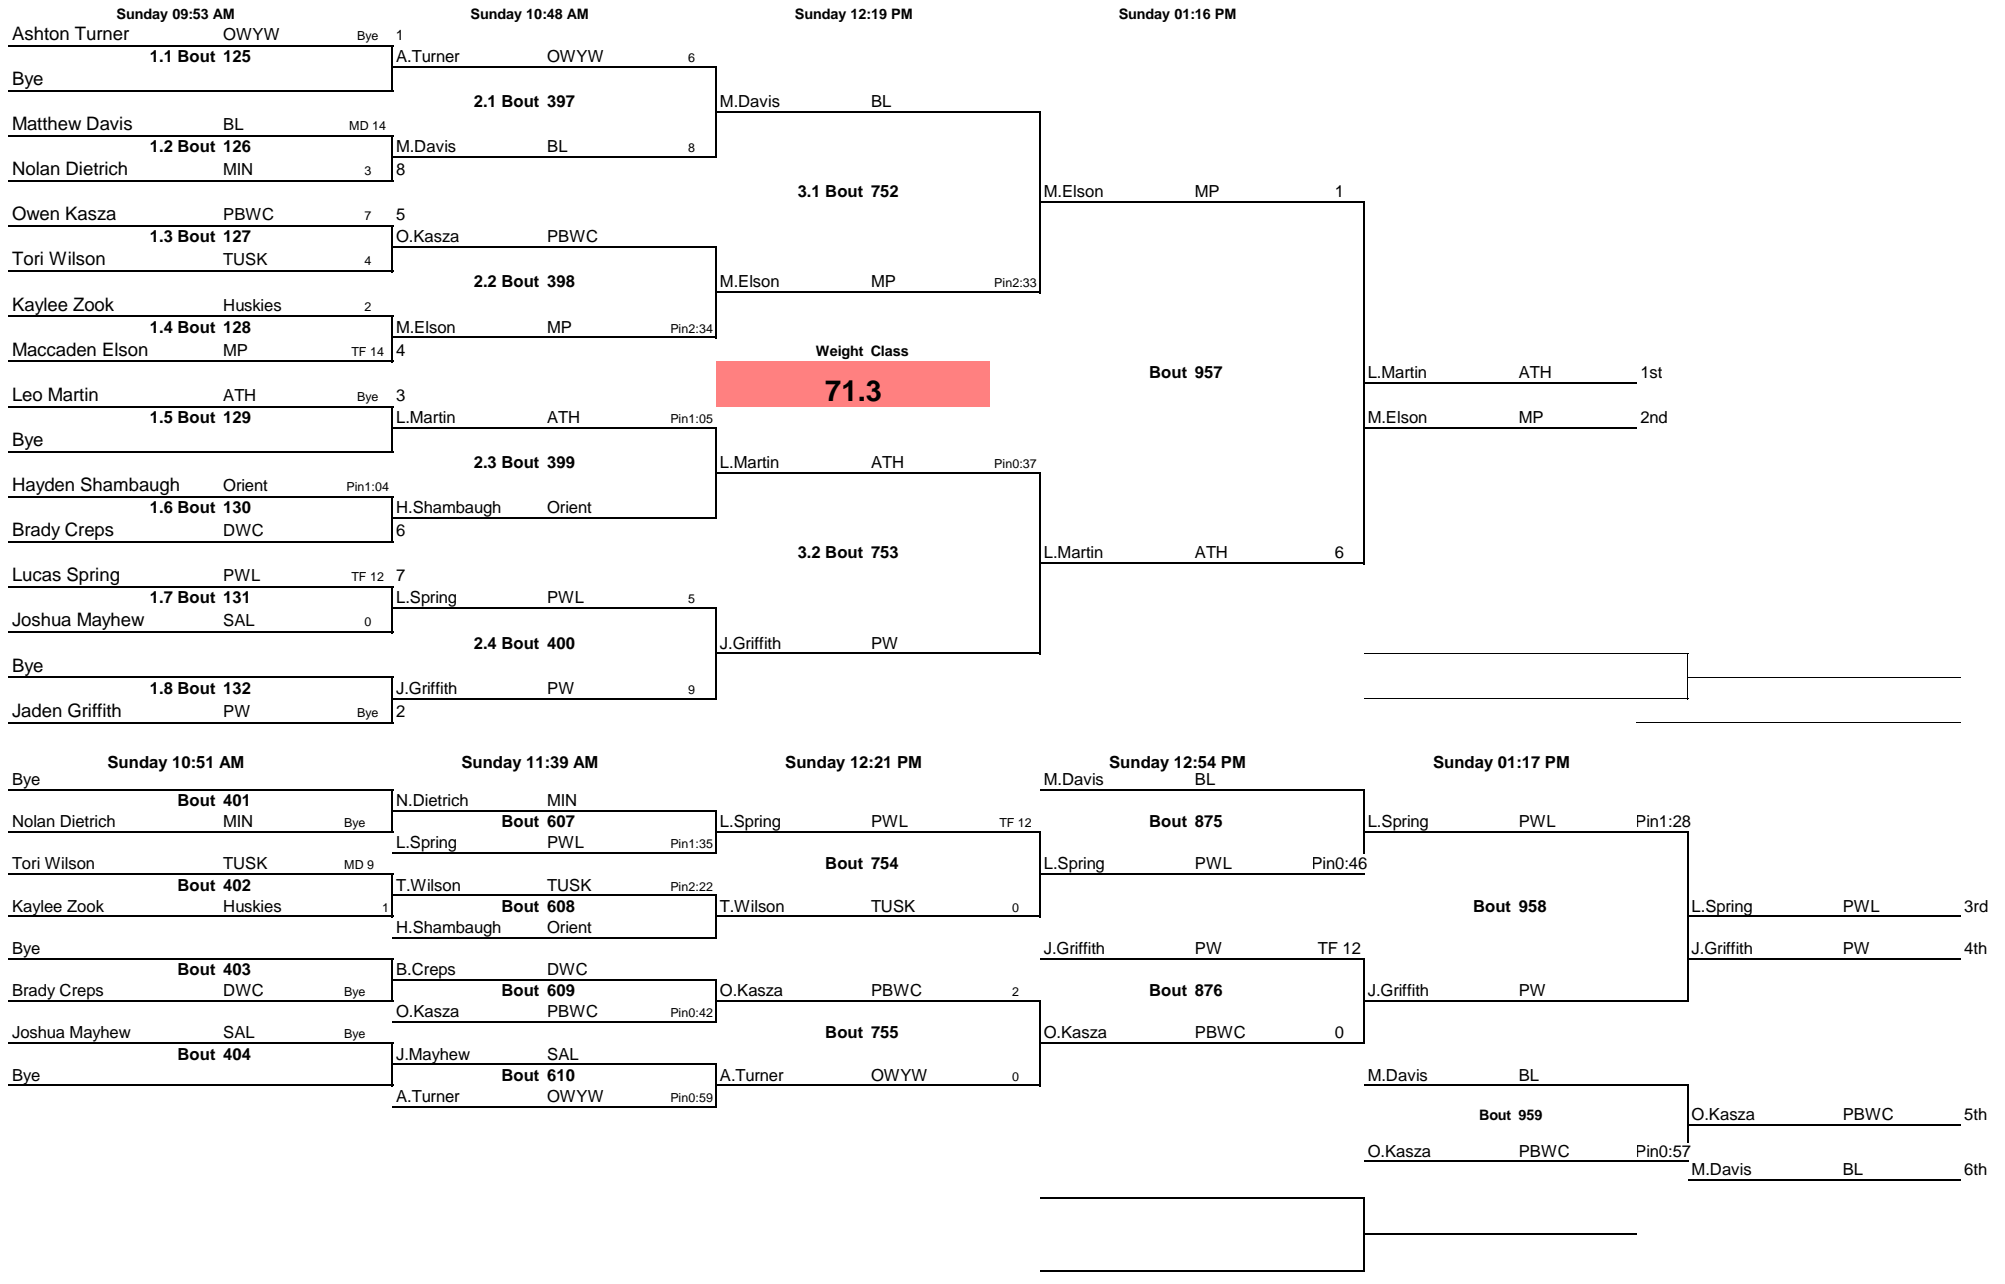 Sunday 09:53 AM Sunday 10:48 AM Sunday 12:19 PM Sunday 01:16 PM
Ashton Turner OWYW Bye 1
1.1 Bout 125 A.Turner OWYW 6
Bye
2.1 Bout 397 M.Davis BL
Matthew Davis BL MD 14
1.2 Bout 126 M.Davis BL 8
Nolan Dietrich MIN 3 8
3.1 Bout 752 M.Elson MP 1
Owen Kasza PBWC 7 5
1.3 Bout 127 O.Kasza PBWC
Tori Wilson TUSK 4
2.2 Bout 398 M.Elson MP Pin2:33
Kaylee Zook Huskies 2
1.4 Bout 128 M.Elson MP Pin2:34
Maccaden Elson MP TF 14 4 Weight Class
Bout 957 L.Martin ATH 1st
71.3
Leo Martin ATH Bye 3
1.5 Bout 129 L.Martin ATH Pin1:05 M.Elson MP 2nd
Bye
2.3 Bout 399 L.Martin ATH Pin0:37
Hayden Shambaugh Orient Pin1:04
1.6 Bout 130 H.Shambaugh Orient
Brady Creps DWC 6
3.2 Bout 753 L.Martin ATH 6
Lucas Spring PWL TF 12 7
1.7 Bout 131 L.Spring PWL 5
Joshua Mayhew SAL 0
2.4 Bout 400 J.Griffith PW
Bye
1.8 Bout 132 J.Griffith PW 9
Jaden Griffith PW Bye 2
Sunday 10:51 AM Sunday 11:39 AM Sunday 12:21 PM Sunday 12:54 PM Sunday 01:17 PM
Bye M.Davis BL
Bout 401 N.Dietrich MIN
Nolan Dietrich MIN Bye Bout 607 L.Spring PWL TF 12 Bout 875 L.Spring PWL Pin1:28
L.Spring PWL Pin1:35
Tori Wilson TUSK MD 9 Bout 754 L.Spring PWL Pin0:46
Bout 402 T.Wilson TUSK Pin2:22
Kaylee Zook Huskies 1 Bout 608 T.Wilson TUSK 0 Bout 958 L.Spring PWL 3rd
H.Shambaugh Orient
Bye J.Griffith PW TF 12 J.Griffith PW 4th
Bout 403 B.Creps DWC
Brady Creps DWC Bye Bout 609 O.Kasza PBWC 2 Bout 876 J.Griffith PW
O.Kasza PBWC Pin0:42
Joshua Mayhew SAL Bye Bout 755 O.Kasza PBWC 0
Bout 404 J.Mayhew SAL
Bye Bout 610 A.Turner OWYW 0 M.Davis BL
A.Turner OWYW Pin0:59
Bout 959 O.Kasza PBWC 5th
O.Kasza PBWC Pin0:57
M.Davis BL 6th